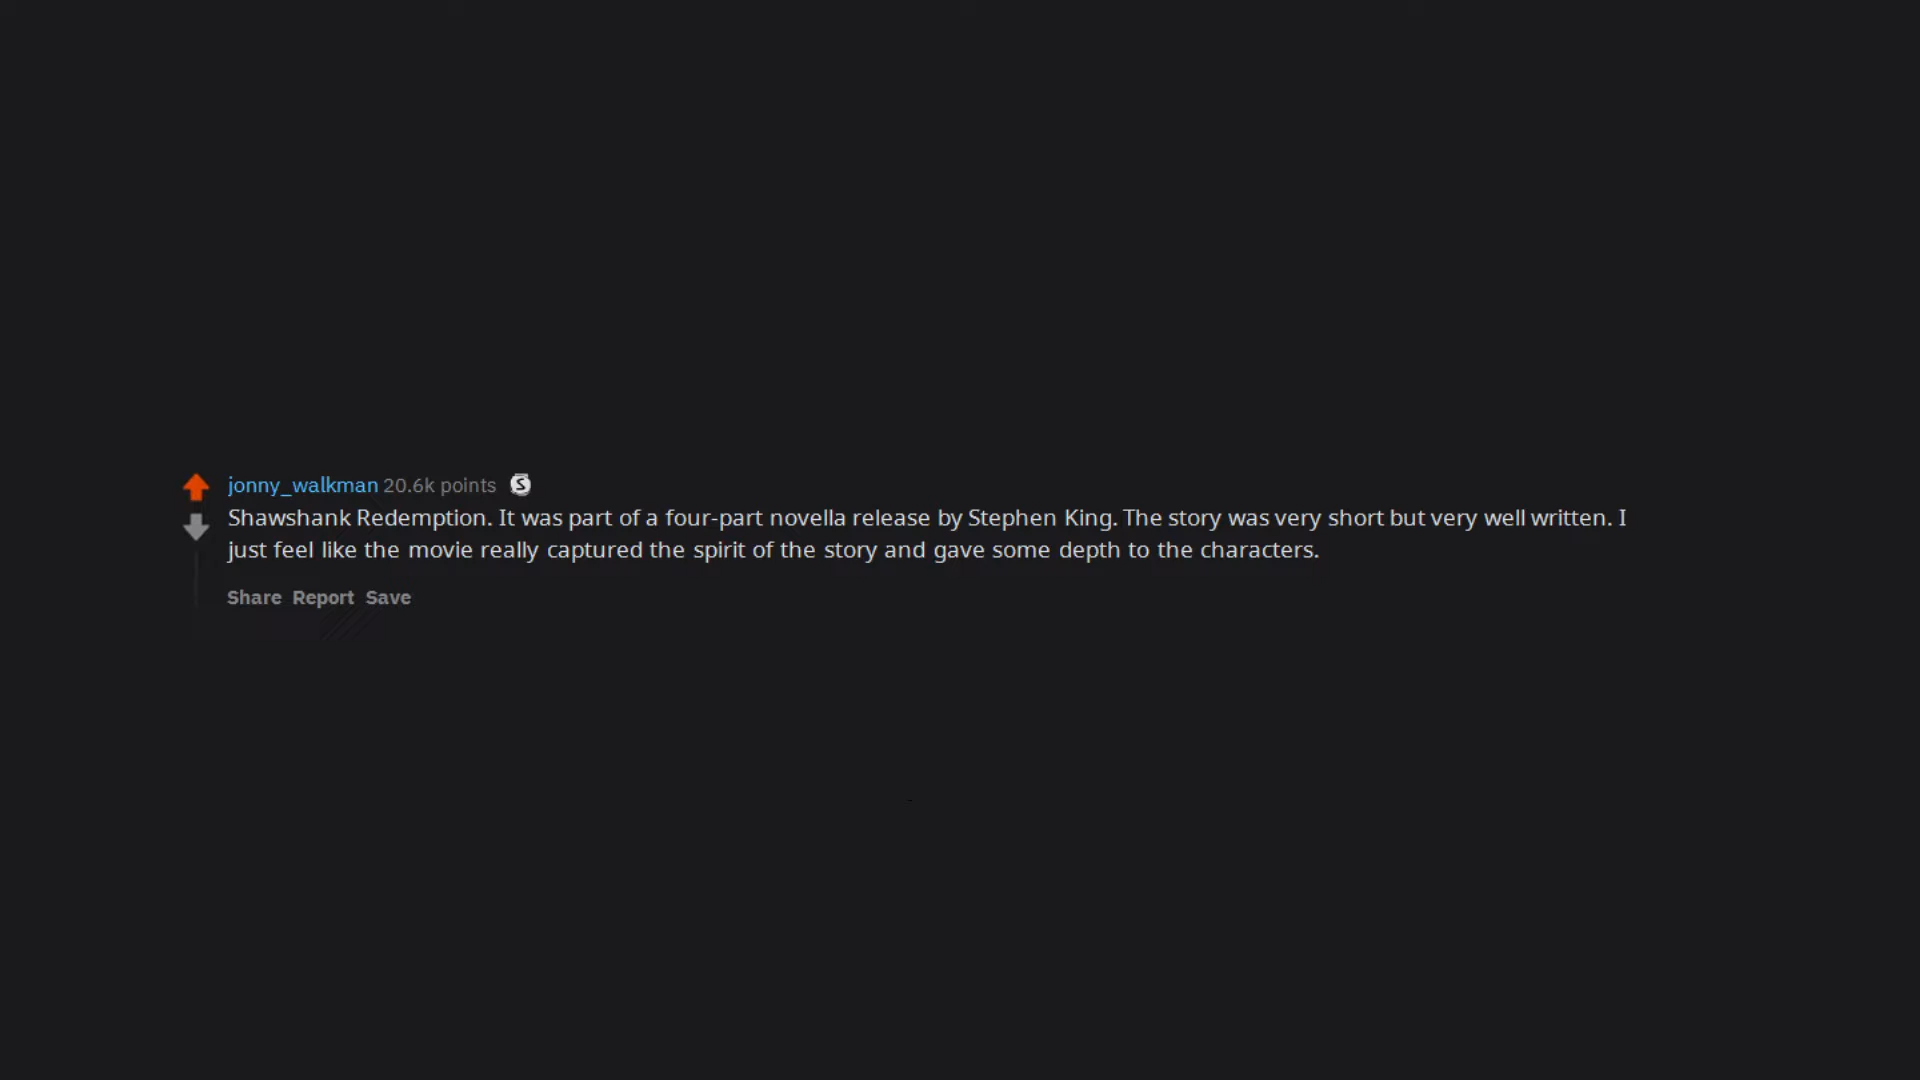 jonny_walkman 20.6k points S
Shawshank Redemption. It was part of a four-part novella release by Stephen King. The story was very short but very well written. I
just feel like the movie really captured the spirit of the story and gave some depth to the characters.
Share Report Save